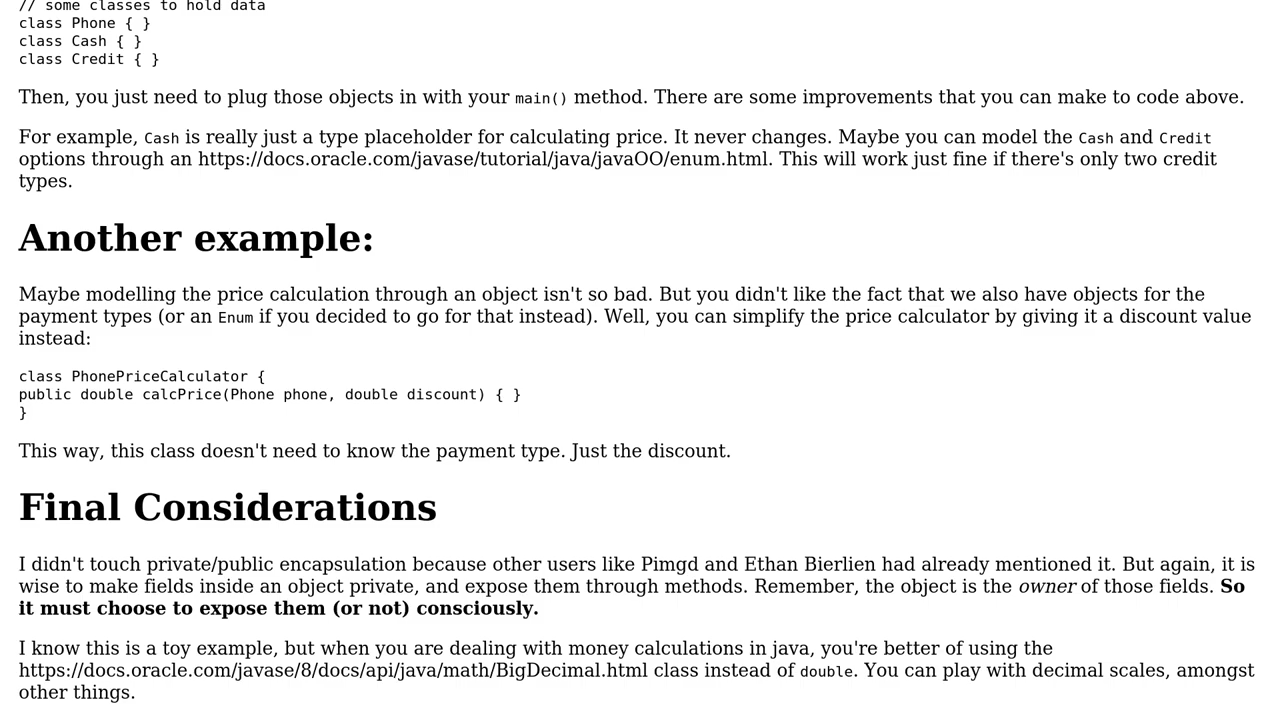 // some classes to hold data
class Phone { }
class Cash { }
class Credit { }
Then, you just need to plug those objects in with your main() method. There are some improvements that you can make to code above.
For example, Cash is really just a type placeholder for calculating price. It never changes. Maybe you can model the Cash and Credit
options through an https://docs.oracle.com/javase/tutorial/java/javaOO/enum.html. This will work just fine if there's only two credit
types.
Another example:
Maybe modelling the price calculation through an object isn't so bad. But you didn't like the fact that we also have objects for the
payment types (or an Enum if you decided to go for that instead). Well, you can simplify the price calculator by giving it a discount value
instead:
class PhonePriceCalculator {
public double calcPrice(Phone phone, double discount) { }
}
This way, this class doesn't need to know the payment type. Just the discount.
Final Considerations
I didn't touch private/public encapsulation because other users like Pimgd and Ethan Bierlien had already mentioned it. But again, it is
wise to make fields inside an object private, and expose them through methods. Remember, the object is the owner of those fields. So
it must choose to expose them (or not) consciously.
I know this is a toy example, but when you are dealing with money calculations in java, you're better of using the
https://docs.oracle.com/javase/8/docs/api/java/math/BigDecimal.html class instead of double. You can play with decimal scales, amongst
other things.